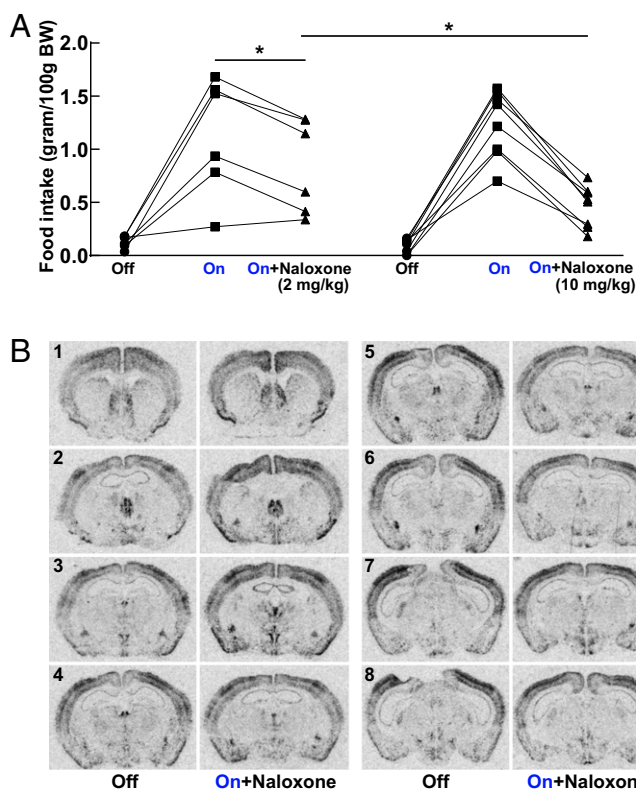 A
Food intake (gram/100g BW)
2.0
1.5
1.0
0.5
0.0
*
*
Off
On
On+Naloxone
(2 mg/kg)
Off
On
On+Naloxone
(10 mg/kg)
B
1
5
2
6
3
7
4
8
Off
On+Naloxone
Off
On+Naloxon